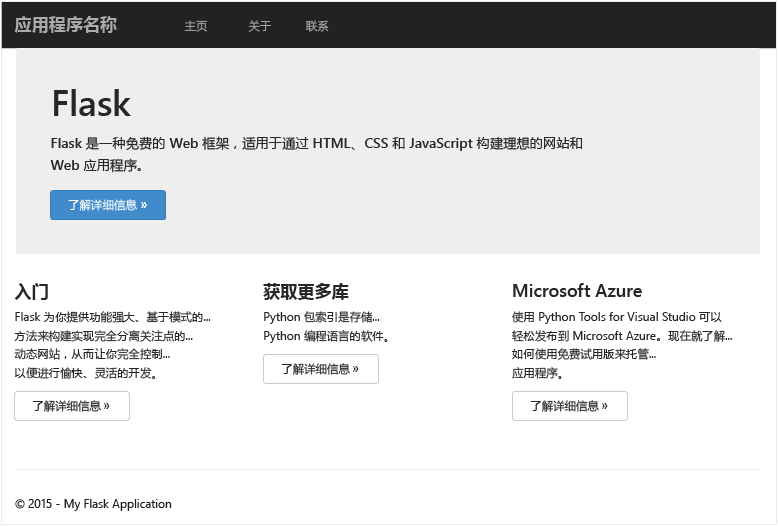 应用程序名称
主页
关于
联系
Flask
Flask 是一种免费的 Web 框架，适用于通过 HTML、CSS 和 JavaScript 构建理想的网站和
Web 应用程序。
了解详细信息 »
入门
Flask 为你提供功能强大、基于模式的...
方法来构建实现完全分离关注点的...
动态网站，从而让你完全控制...
以便进行愉快、灵活的开发。
了解详细信息 »
获取更多库
Python 包索引是存储...
Python 编程语言的软件。
了解详细信息 »
Microsoft Azure
使用 Python Tools for Visual Studio 可以
轻松发布到 Microsoft Azure。现在就了解...
如何使用免费试用版来托管...
应用程序。
了解详细信息 »
© 2015 - My Flask Application